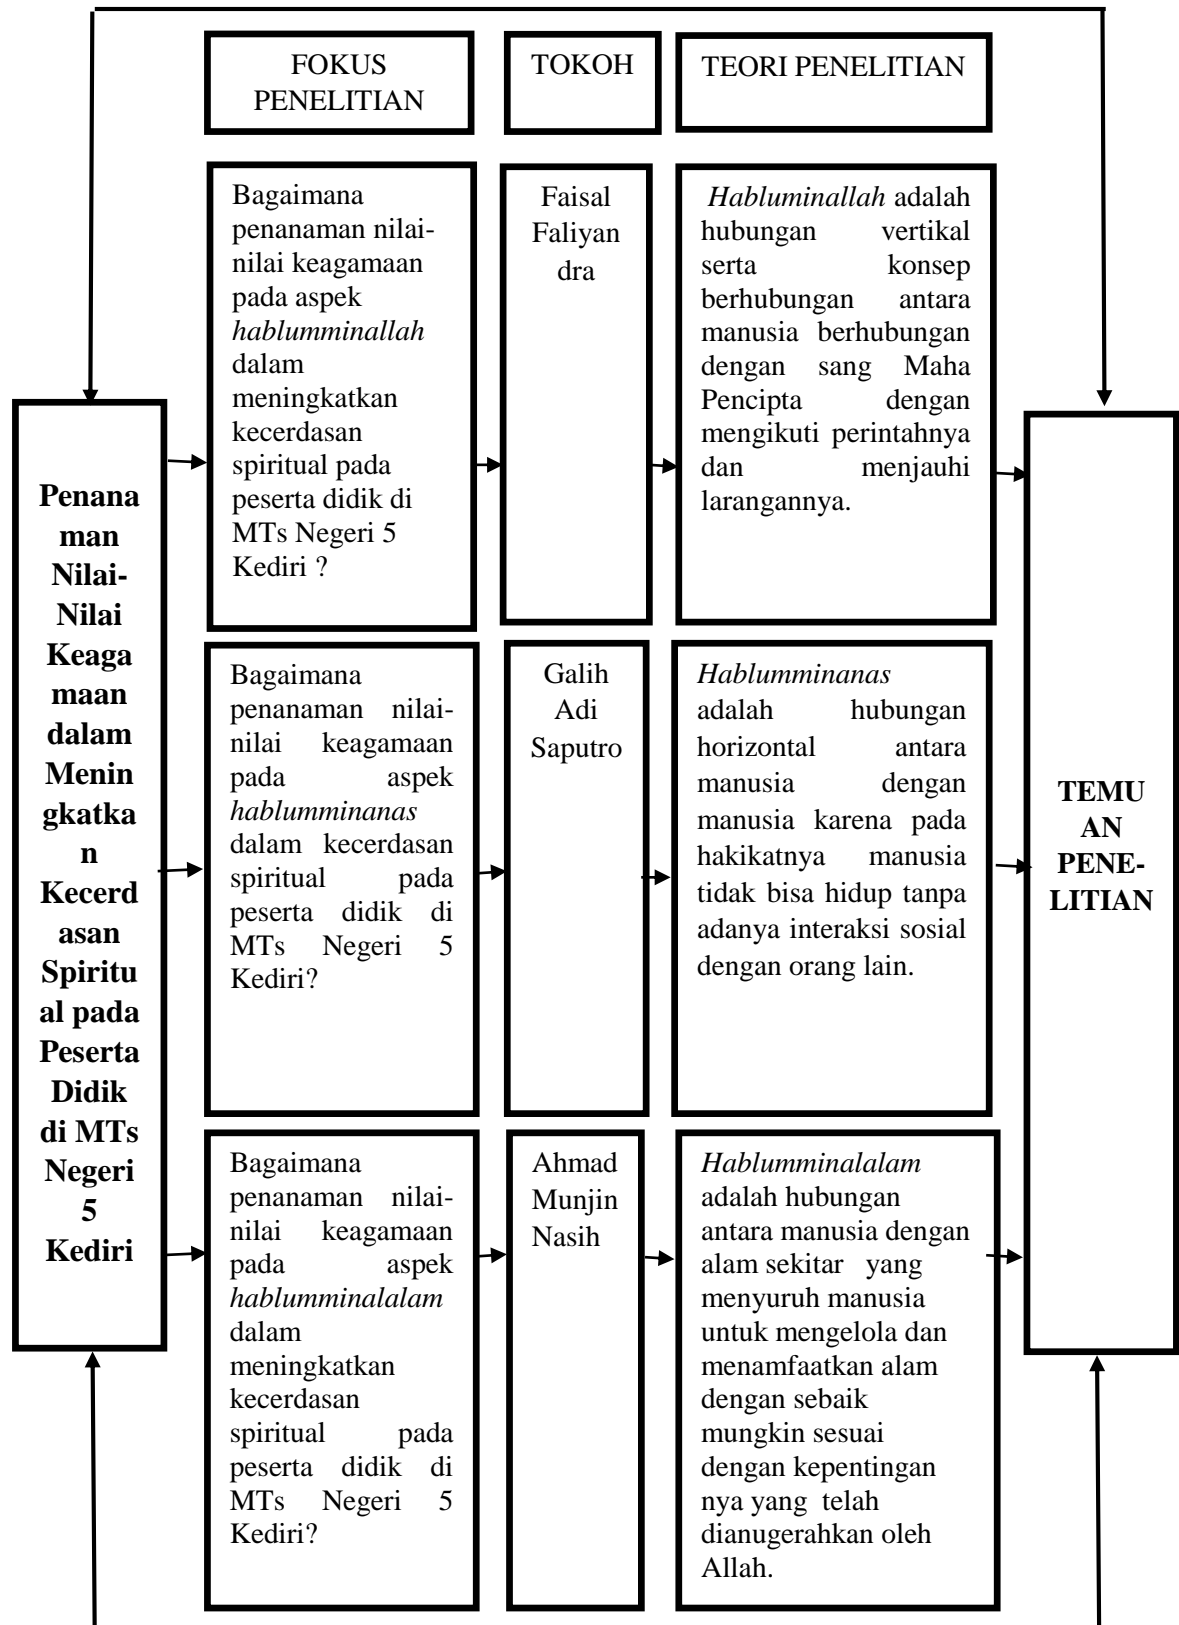 FOKUS
PENELITIAN
TOKOH
TEORI PENELITIAN
Penana
man
Nilai-
Nilai
Keaga
maan
dalam
Menin
gkatka
n
Kecerd
asan
Spiritu
al pada
Peserta
Didik
di MTs
Negeri
5
Kediri
Bagaimana
penanaman nilai-
nilai keagamaan
pada aspek
hablumminallah
dalam
meningkatkan
kecerdasan
spiritual pada
peserta didik di
MTs Negeri 5
Kediri ?
Faisal
Faliyan
dra
Habluminallah adalah
hubungan vertikal
serta konsep
berhubungan antara
manusia berhubungan
dengan sang Maha
Pencipta dengan
mengikuti perintahnya
dan menjauhi
larangannya.
Bagaimana
penanaman nilai-
nilai keagamaan
pada aspek
hablumminanas
dalam kecerdasan
spiritual pada
peserta didik di
MTs Negeri 5
Kediri?
Galih
Adi
Saputro
Hablumminanas
adalah hubungan
horizontal antara
manusia dengan
manusia karena pada
hakikatnya manusia
tidak bisa hidup tanpa
adanya interaksi sosial
dengan orang lain.
Bagaimana
penanaman nilai-
nilai keagamaan
pada aspek
hablumminalalam
dalam
meningkatkan
kecerdasan
spiritual pada
peserta didik di
MTs Negeri 5
Kediri?
Ahmad
Munjin
Nasih
Hablumminalalam
adalah hubungan
antara manusia dengan
alam sekitar yang
menyuruh manusia
untuk mengelola dan
menamfaatkan alam
dengan sebaik
mungkin sesuai
dengan kepentingan
nya yang telah
dianugerahkan oleh
Allah.
TEMU
AN
PENE-
LITIAN